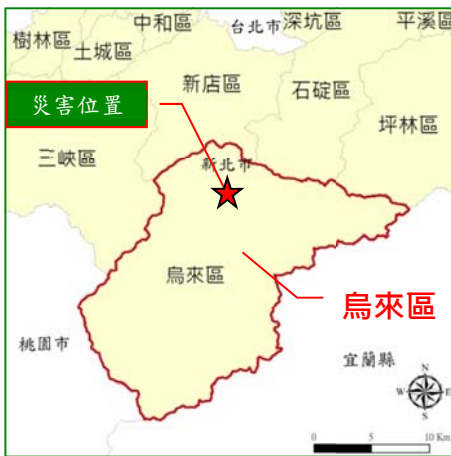 中和區
台北市
深坑區
平溪區
樹林區
土城區
新店區
石碇區
災害位置
坪林區
三峽區
新北市
烏來區
烏來區
桃園市
宜蘭縣
N
W
E
S
0
5
10 Km